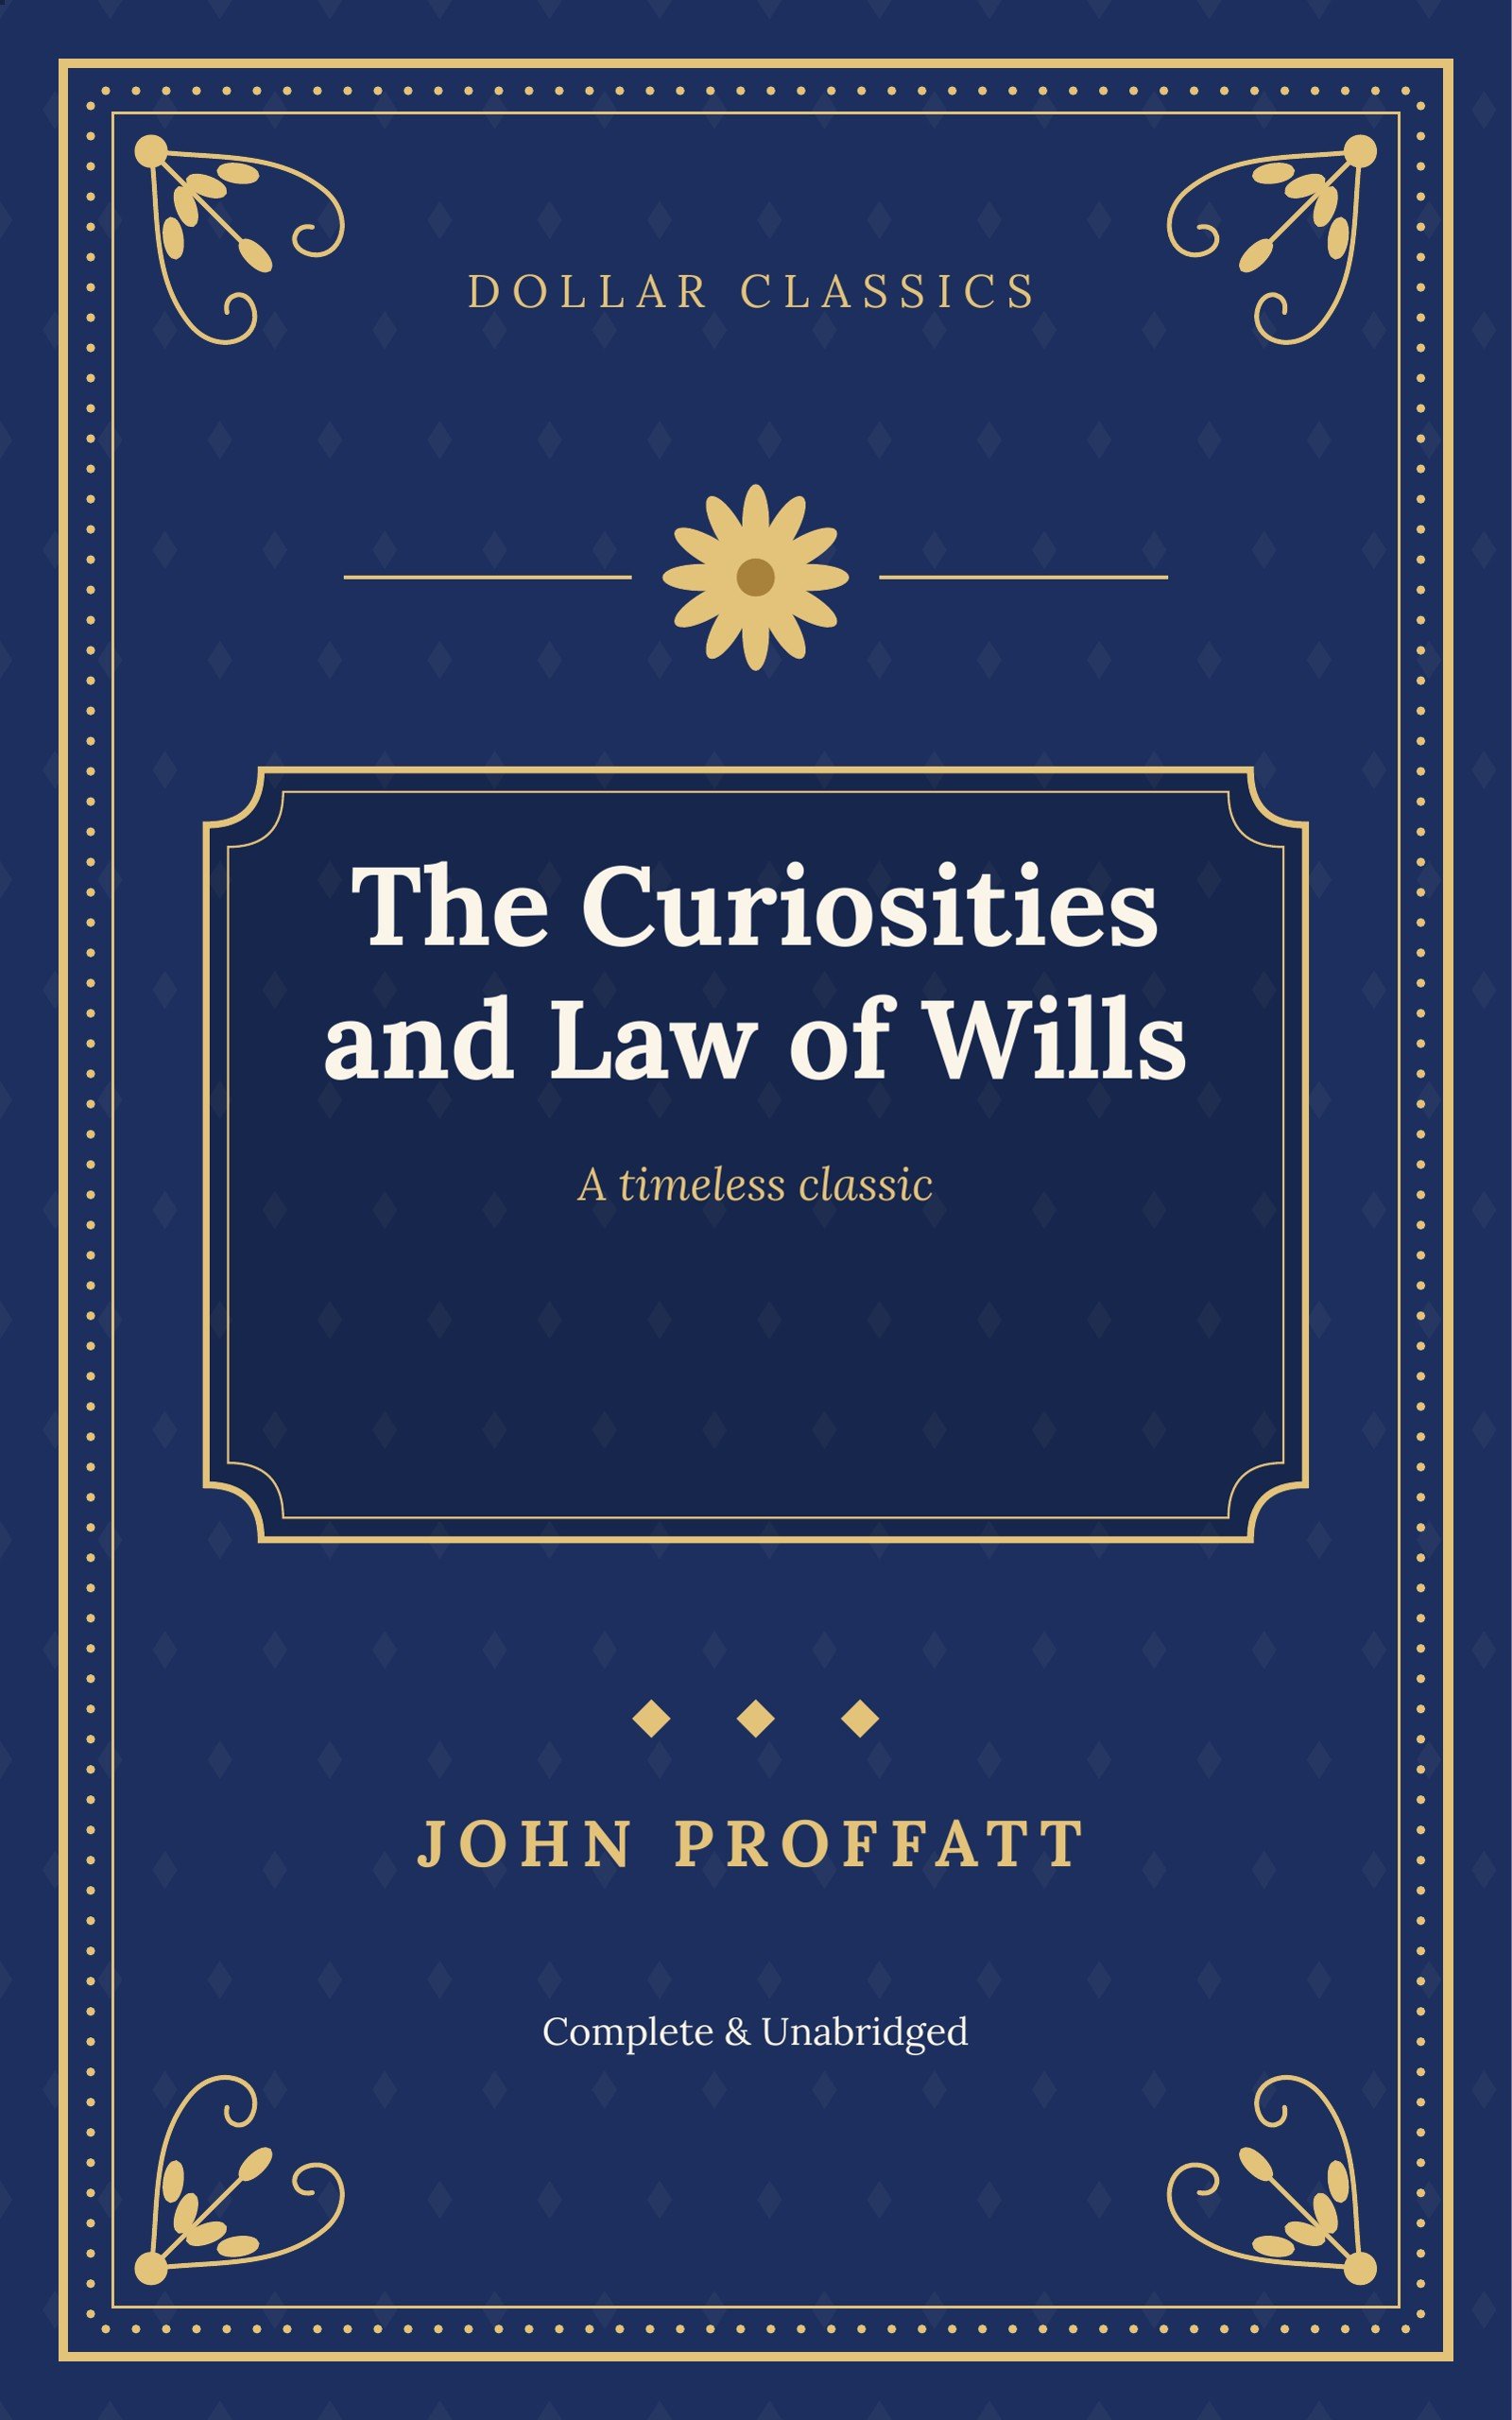 DOLLAR CLASSICS
The Curiosities
and Law of Wills
A timeless classic
JOHN PROFFATT
Complete & Unabridged